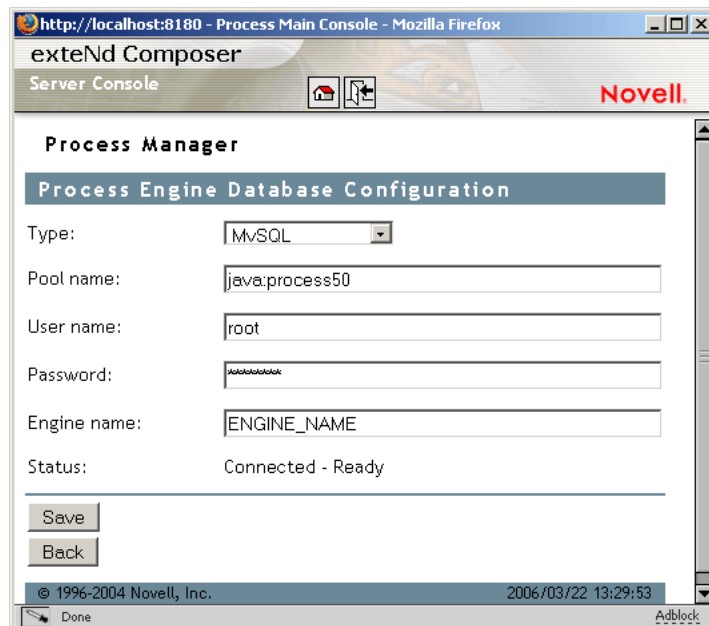 http://localhost:8180 - Process Main Console - Mozilla Firefox
exteNd Composer
Server Console
Novell.
Process Manager
Process Engine Database Configuration
Type: MySQL
Pool name: java:process50
User name: root
Password: *********
Engine name: ENGINE_NAME
Status: Connected - Ready
Save
Back
© 1996-2004 Novell, Inc. 2006/03/22 13:29:53
Done Adblock